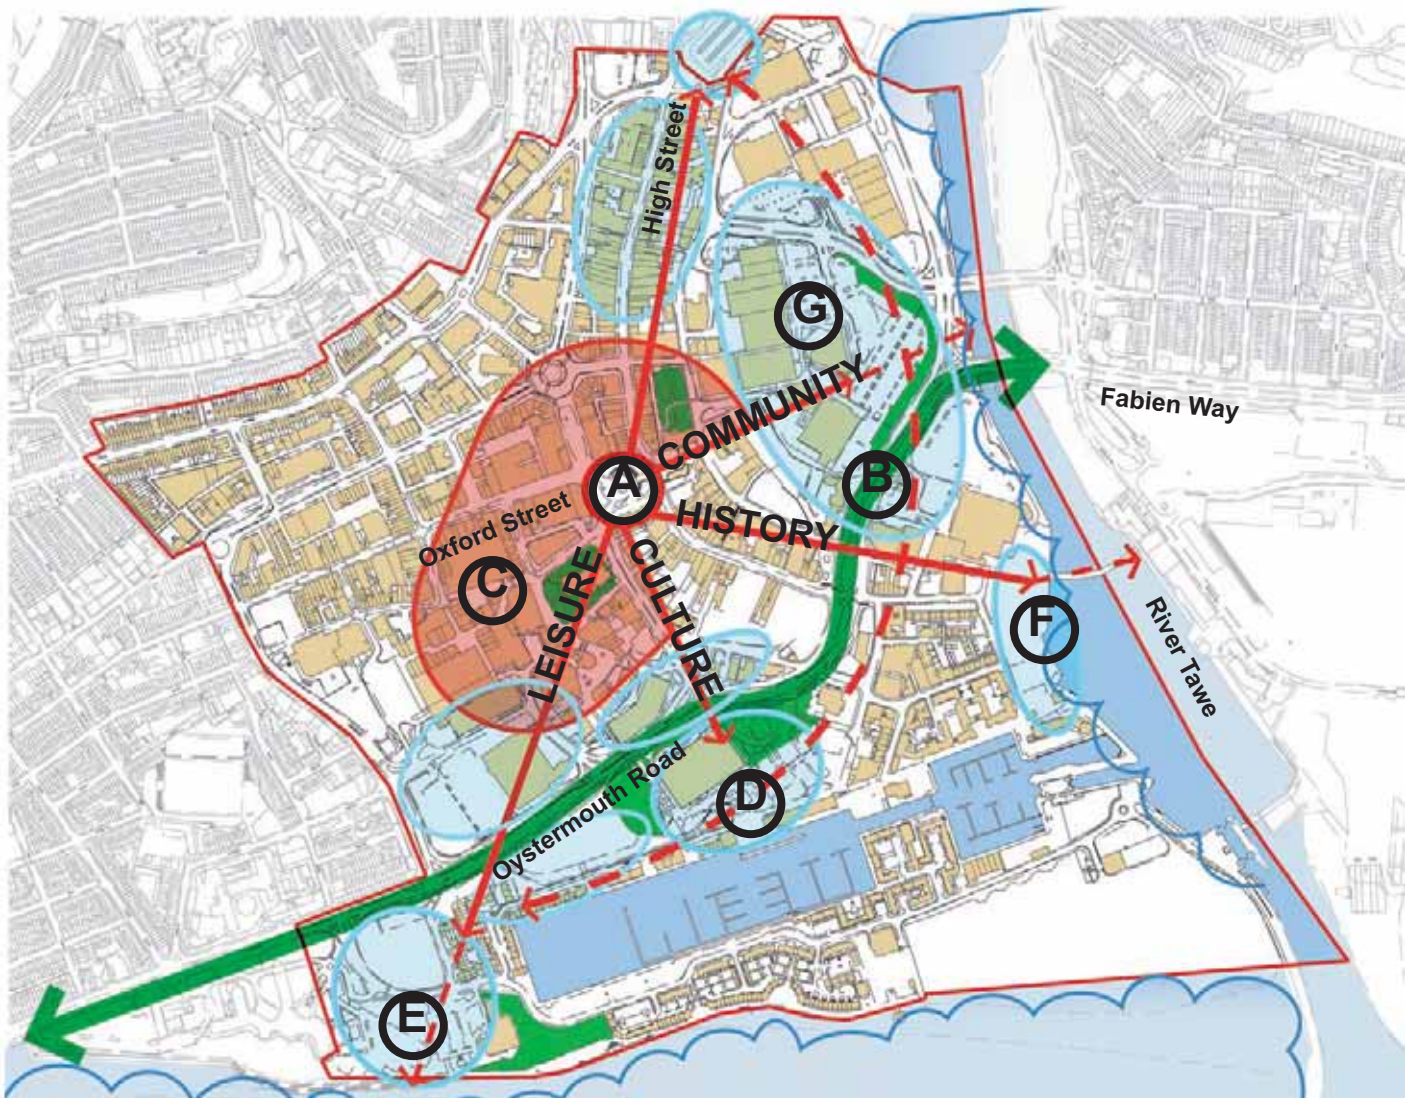 High Street
G
COMMUNITY
Fabien Way
A
B
HISTORY
Oxford Street
C
LEISURE
CULTURE
F
River Tawe
Oystermouth Road
D
E